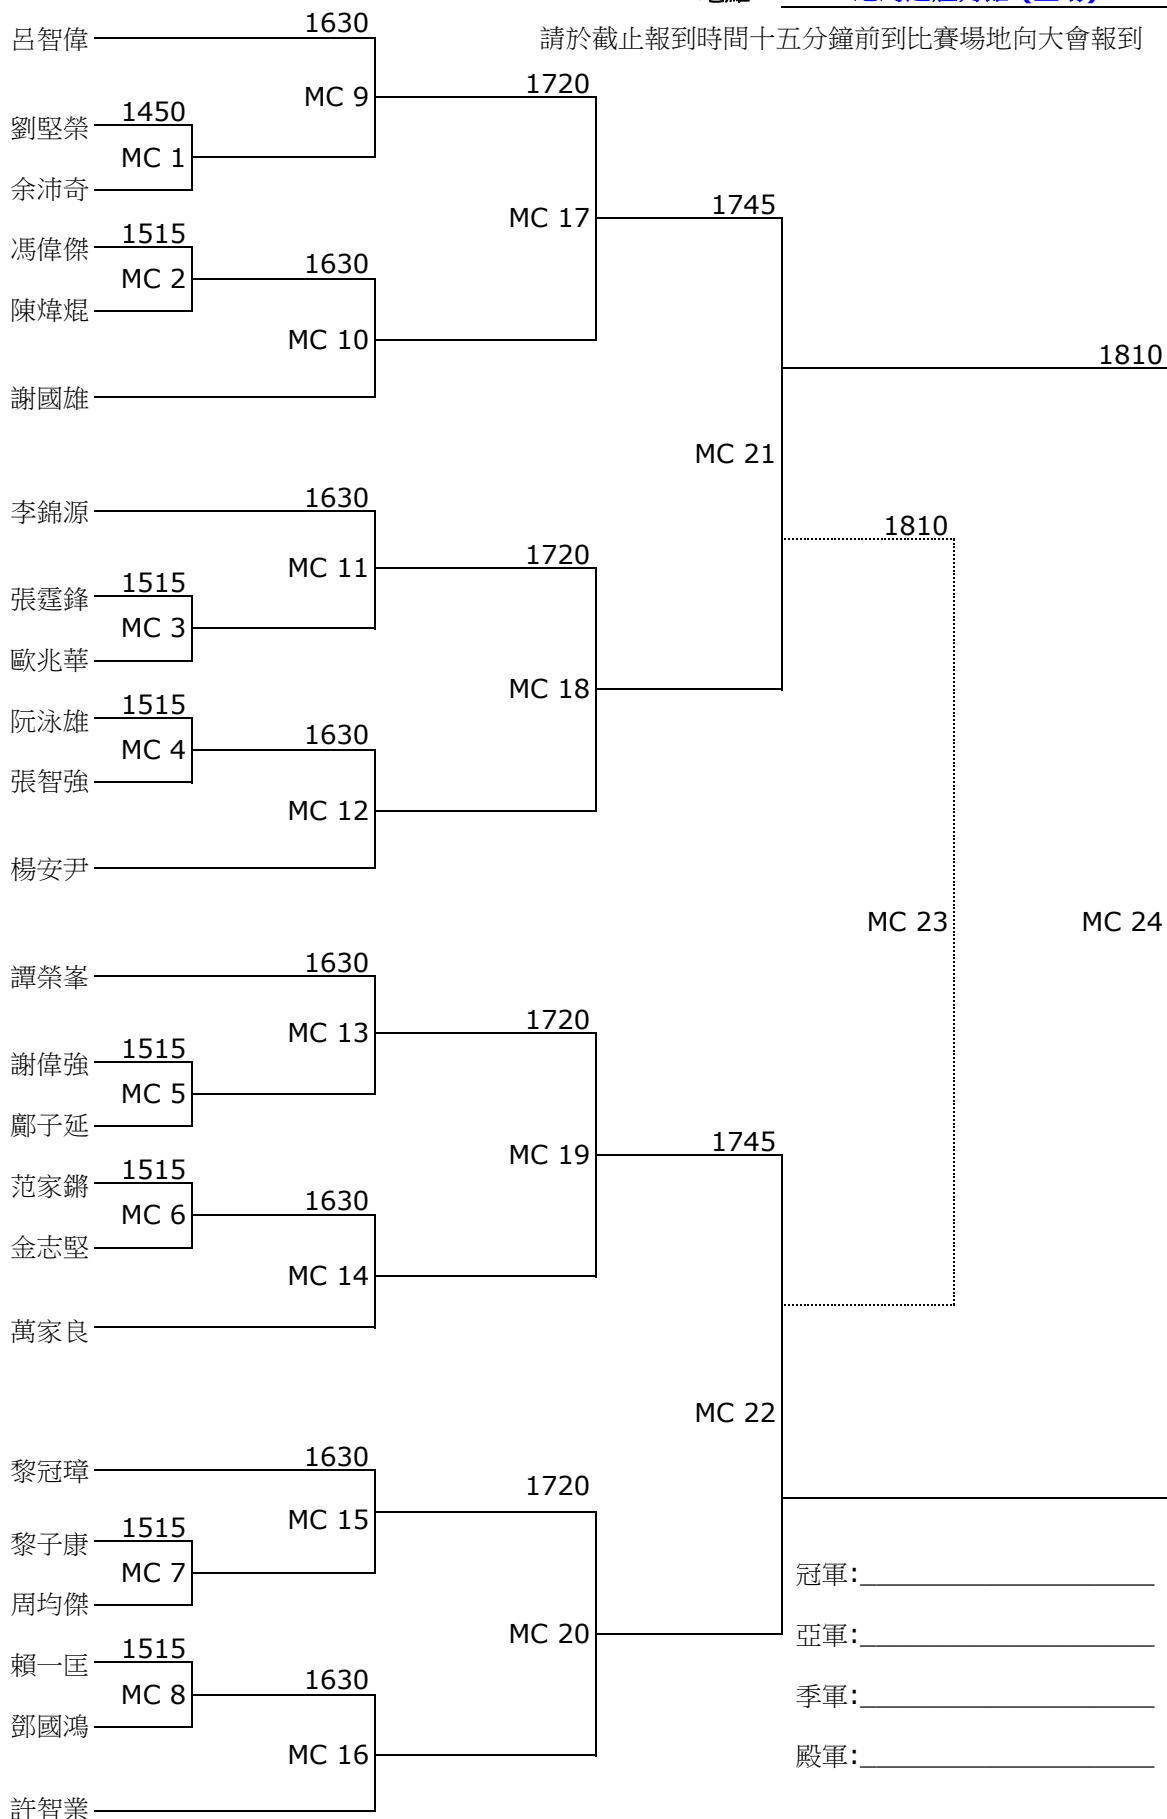 呂智偉
1630
請於截止報到時間十五分鐘前到比賽場地向大會報到
MC 9
1720
劉堅榮
1450
MC 1
余沛奇
MC 17
1745
馮偉傑
1515
MC 2
1630
陳煒焜
MC 10
1810
謝國雄
MC 21
李錦源
1630
1810
MC 11
1720
張霆鋒
1515
MC 3
歐兆華
MC 18
阮泳雄
1515
MC 4
1630
張智強
MC 12
楊安尹
MC 23
MC 24
譚榮峯
1630
MC 13
1720
謝偉強
1515
MC 5
鄺子延
MC 19
1745
范家鏘
1515
MC 6
1630
金志堅
MC 14
萬家良
MC 22
黎冠璋
1630
MC 15
1720
黎子康
1515
MC 7
周均傑
冠軍:____________________
MC 20
亞軍:____________________
賴一匡
1515
MC 8
1630
季軍:____________________
鄧國鴻
MC 16
殿軍:____________________
許智業